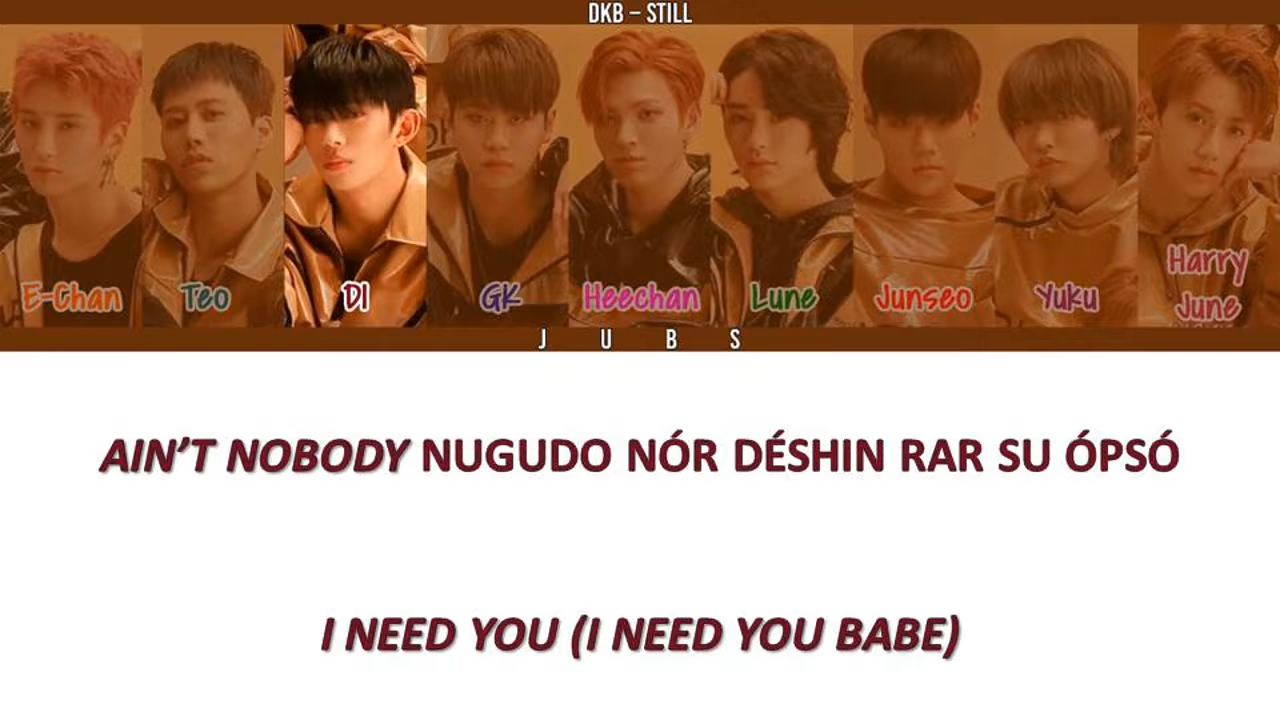 DKB – STILL
E-Chan Teo D1 GK Heechan Lune Junseo Yuku Harry June
J U B S
AIN’T NOBODY NUGUDO NÓR DÉSHIN RAR SU ÓPSÓ
I NEED YOU (I NEED YOU BABE)